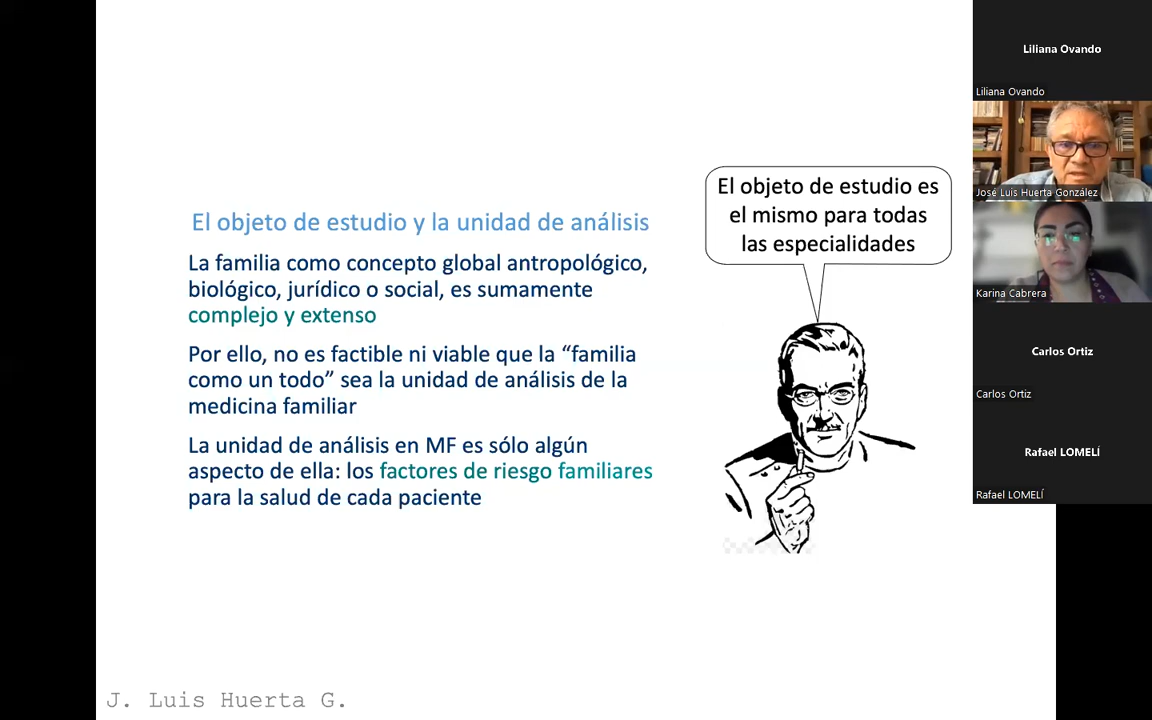 El objeto de estudio y la unidad de análisis
La familia como concepto global antropológico,
biológico, jurídico o social, es sumamente
complejo y extenso
Por ello, no es factible ni viable que la “familia
como un todo” sea la unidad de análisis de la
medicina familiar
La unidad de análisis en MF es sólo algún
aspecto de ella: los factores de riesgo familiares
para la salud de cada paciente
El objeto de estudio es
el mismo para todas
las especialidades
J. Luis Huerta G.
Liliana Ovando
Liliana Ovando
José Luis Huerta González
Karina Cabrera
Carlos Ortiz
Carlos Ortiz
Rafael LOMELÍ
Rafael LOMELÍ